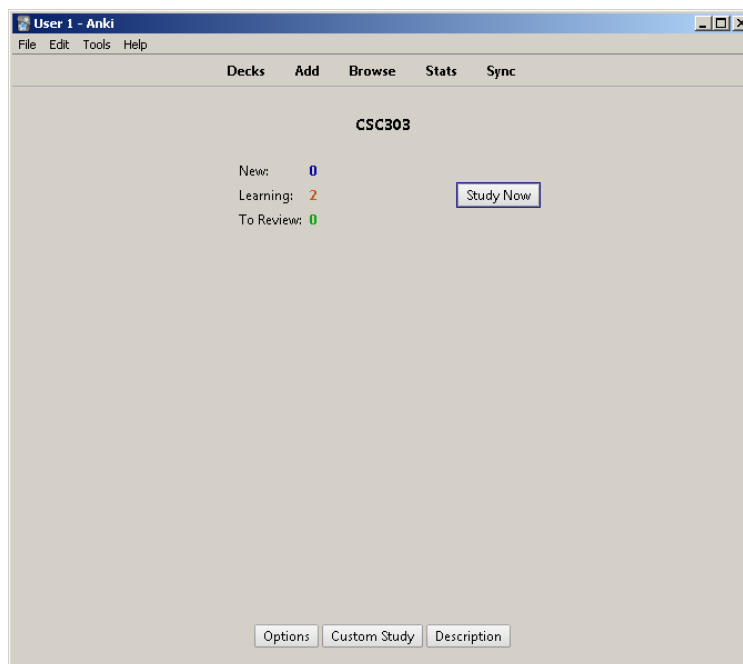 User 1 - Anki
File Edit Tools Help
Decks Add Browse Stats Sync
CSC303
New: 0
Learning: 2
Study Now
To Review: 0
Options Custom Study Description